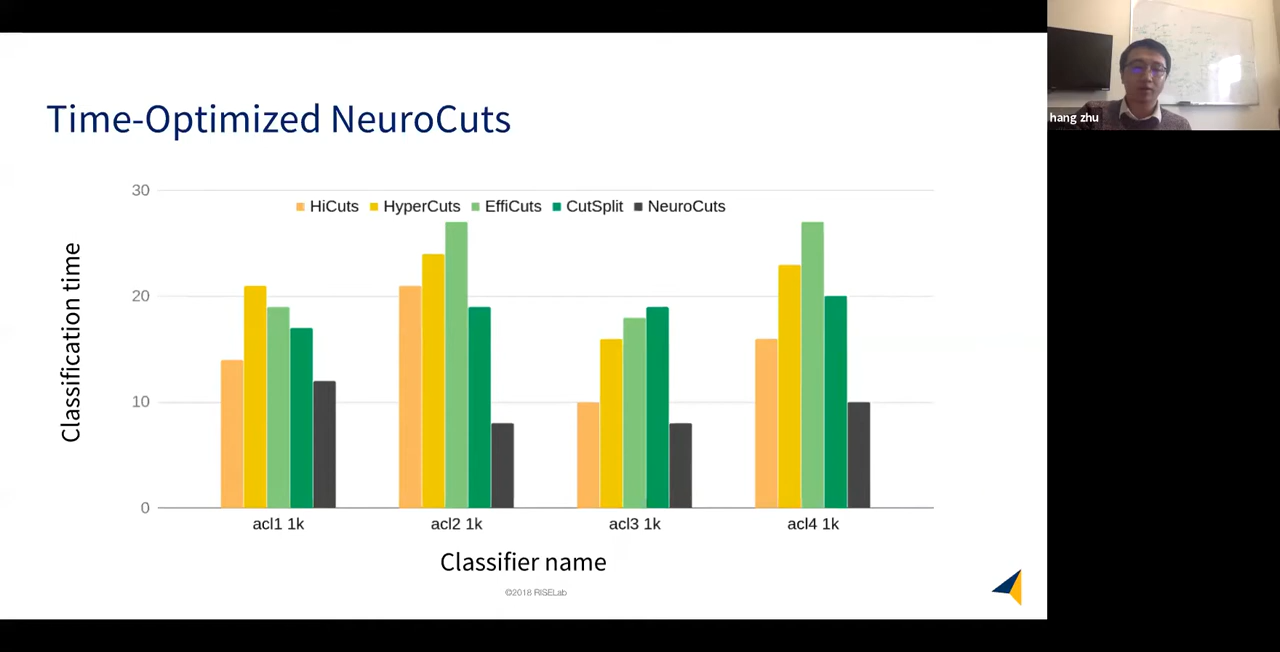 Time-Optimized NeuroCuts
hang zhu
30
HiCuts HyperCuts EffiCuts CutSplit NeuroCuts
Classification time
20
10
0
acl1 1k acl2 1k acl3 1k acl4 1k
Classifier name
©2018 RISELab